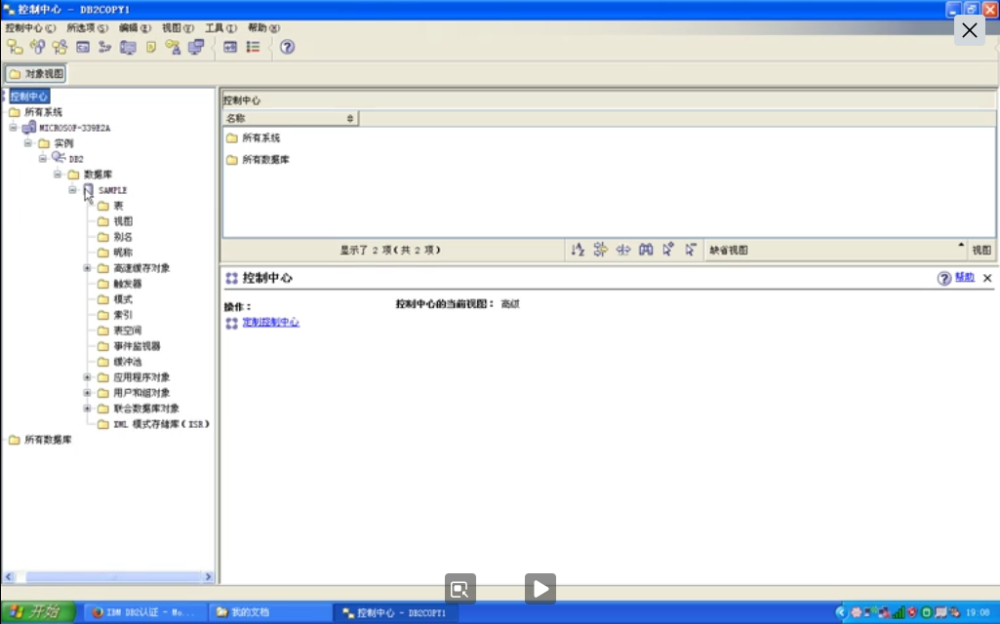 控制中心 - DB2COPY1
控制中心(C) 所选项(S) 编辑(E) 视图(V) 工具(T) 帮助(H)
对象视图
控制中心
所有系统
MICROSOF-339E2A
实例
DB2
数据库
SAMPLE
表
视图
别名
昵称
高速缓存对象
触发器
模式
索引
表空间
事件监视器
缓冲池
应用程序对象
用户和组对象
联合数据库对象
XML 模式存储库(XSR)
所有数据库
控制中心
名称
所有系统
所有数据库
显示了 2 项(共 2 项)
缺省视图
视图
控制中心
帮助
操作:
控制中心的当前视图: 高级
定制控制中心
开始
IBM DB2认证 - Mo...
我的文档
控制中心 - DB2COPY1
19:08